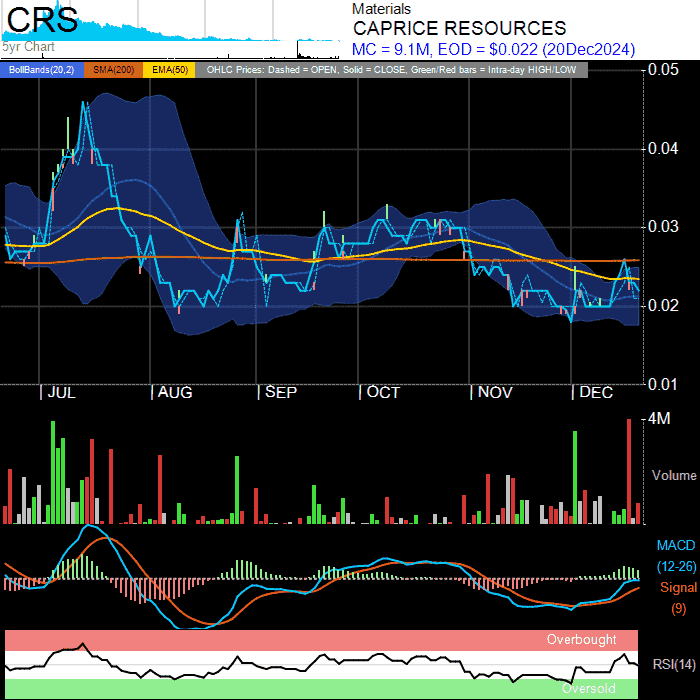 CRS
5yr Chart
Materials
CAPRICE RESOURCES
MC = 9.1M, EOD = $0.022 (20Dec2024)
BollBands(20,2) SMA(200) EMA(50) OHLC Prices: Dashed = OPEN, Solid = CLOSE, Green/Red bars = Intra-day HIGH/LOW
0.05
0.04
0.03
0.02
0.01
| JUL | AUG | SEP | OCT | NOV | DEC
4M
Volume
MACD
(12-26)
Signal
(9)
Overbought
RSI(14)
Oversold